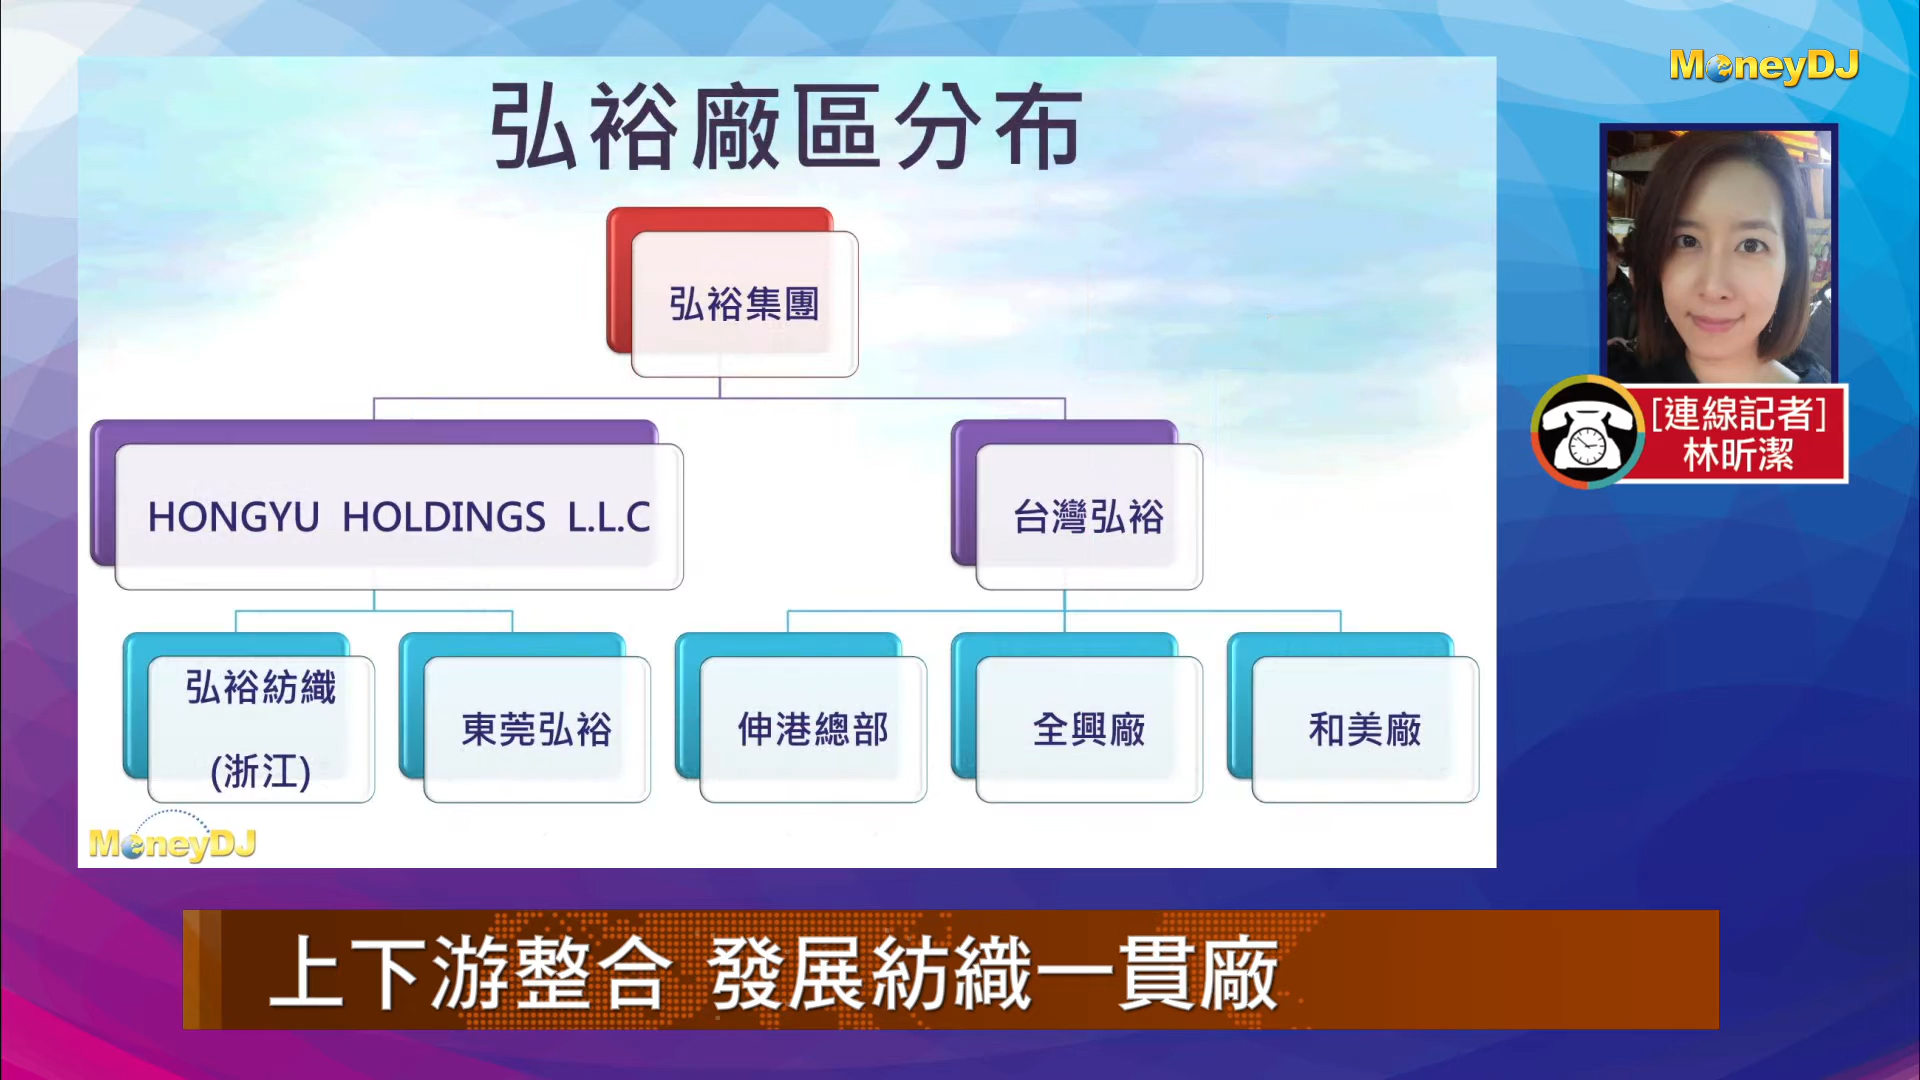 MoneyDJ
弘裕廠區分布
弘裕集團
HONGYU HOLDINGS L.L.C
台灣弘裕
弘裕紡織
(浙江)
東莞弘裕
伸港總部
全興廠
和美廠
MoneyDJ
[連線記者]
林昕潔
上下游整合 發展紡織一貫廠